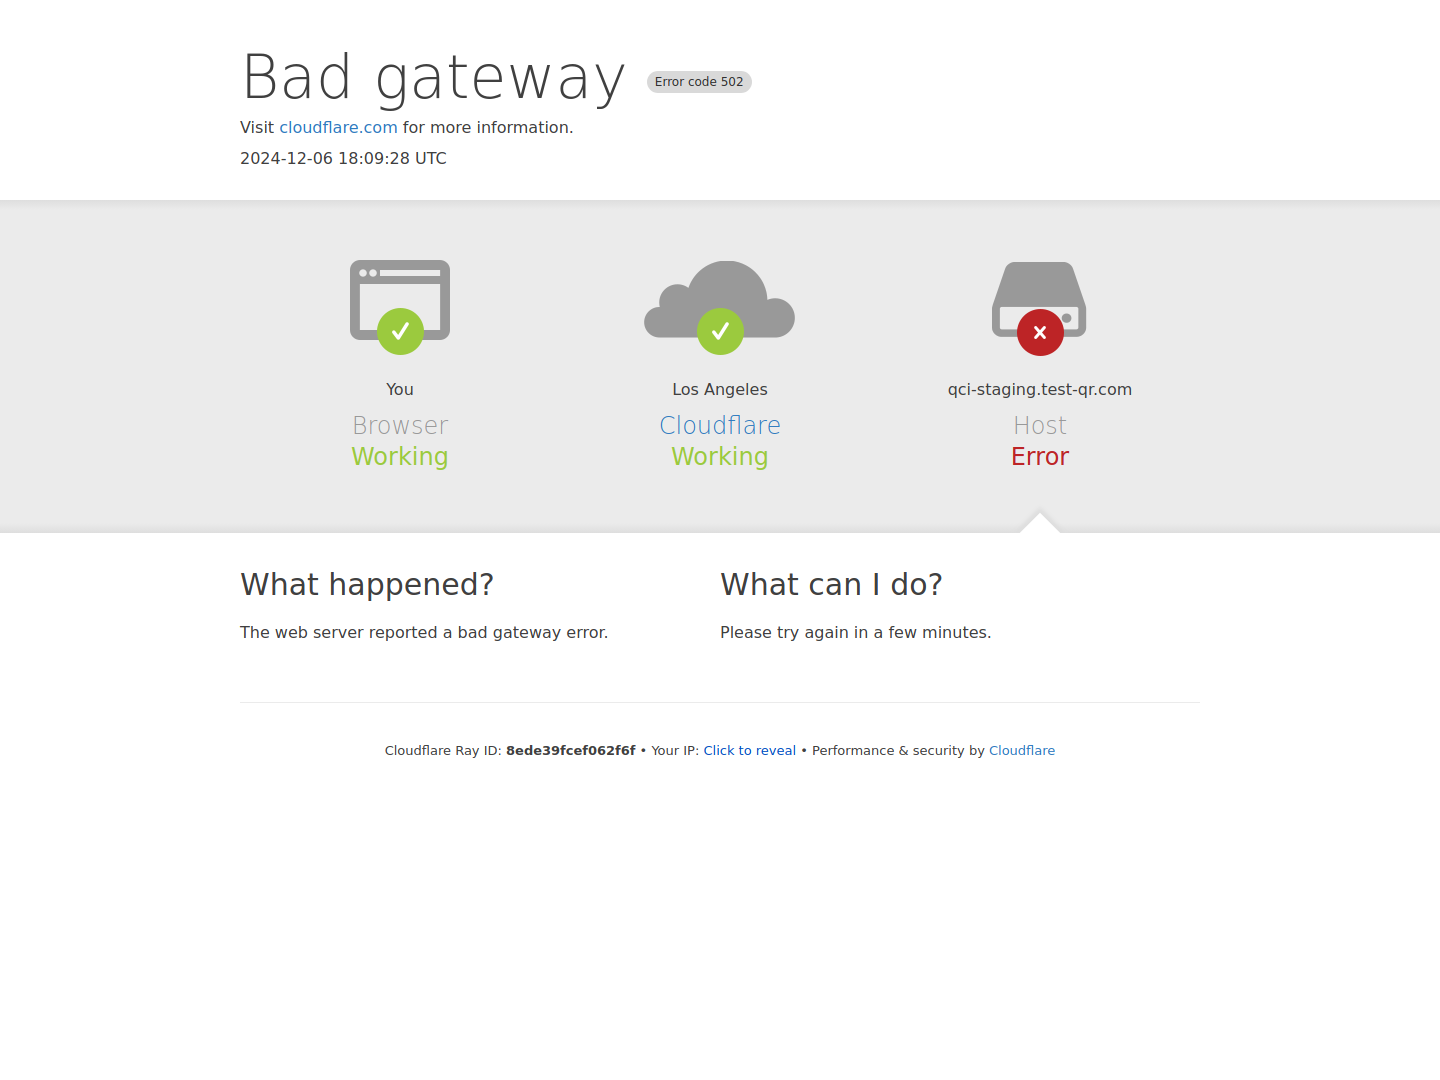 Bad gateway Error code 502
Visit cloudflare.com for more information.
2024-12-06 18:09:28 UTC
You
Browser
Working
Los Angeles
Cloudflare
Working
qci-staging.test-qr.com
Host
Error
What happened?
The web server reported a bad gateway error.
What can I do?
Please try again in a few minutes.
Cloudflare Ray ID: 8ede39fcef062f6f • Your IP: Click to reveal • Performance & security by Cloudflare